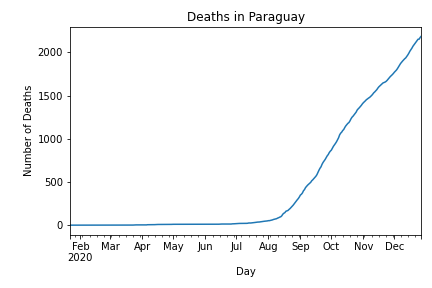 Deaths in Paraguay
Number of Deaths
2000
1500
1000
500
0
Feb Mar Apr May Jun Jul Aug Sep Oct Nov Dec
2020
Day